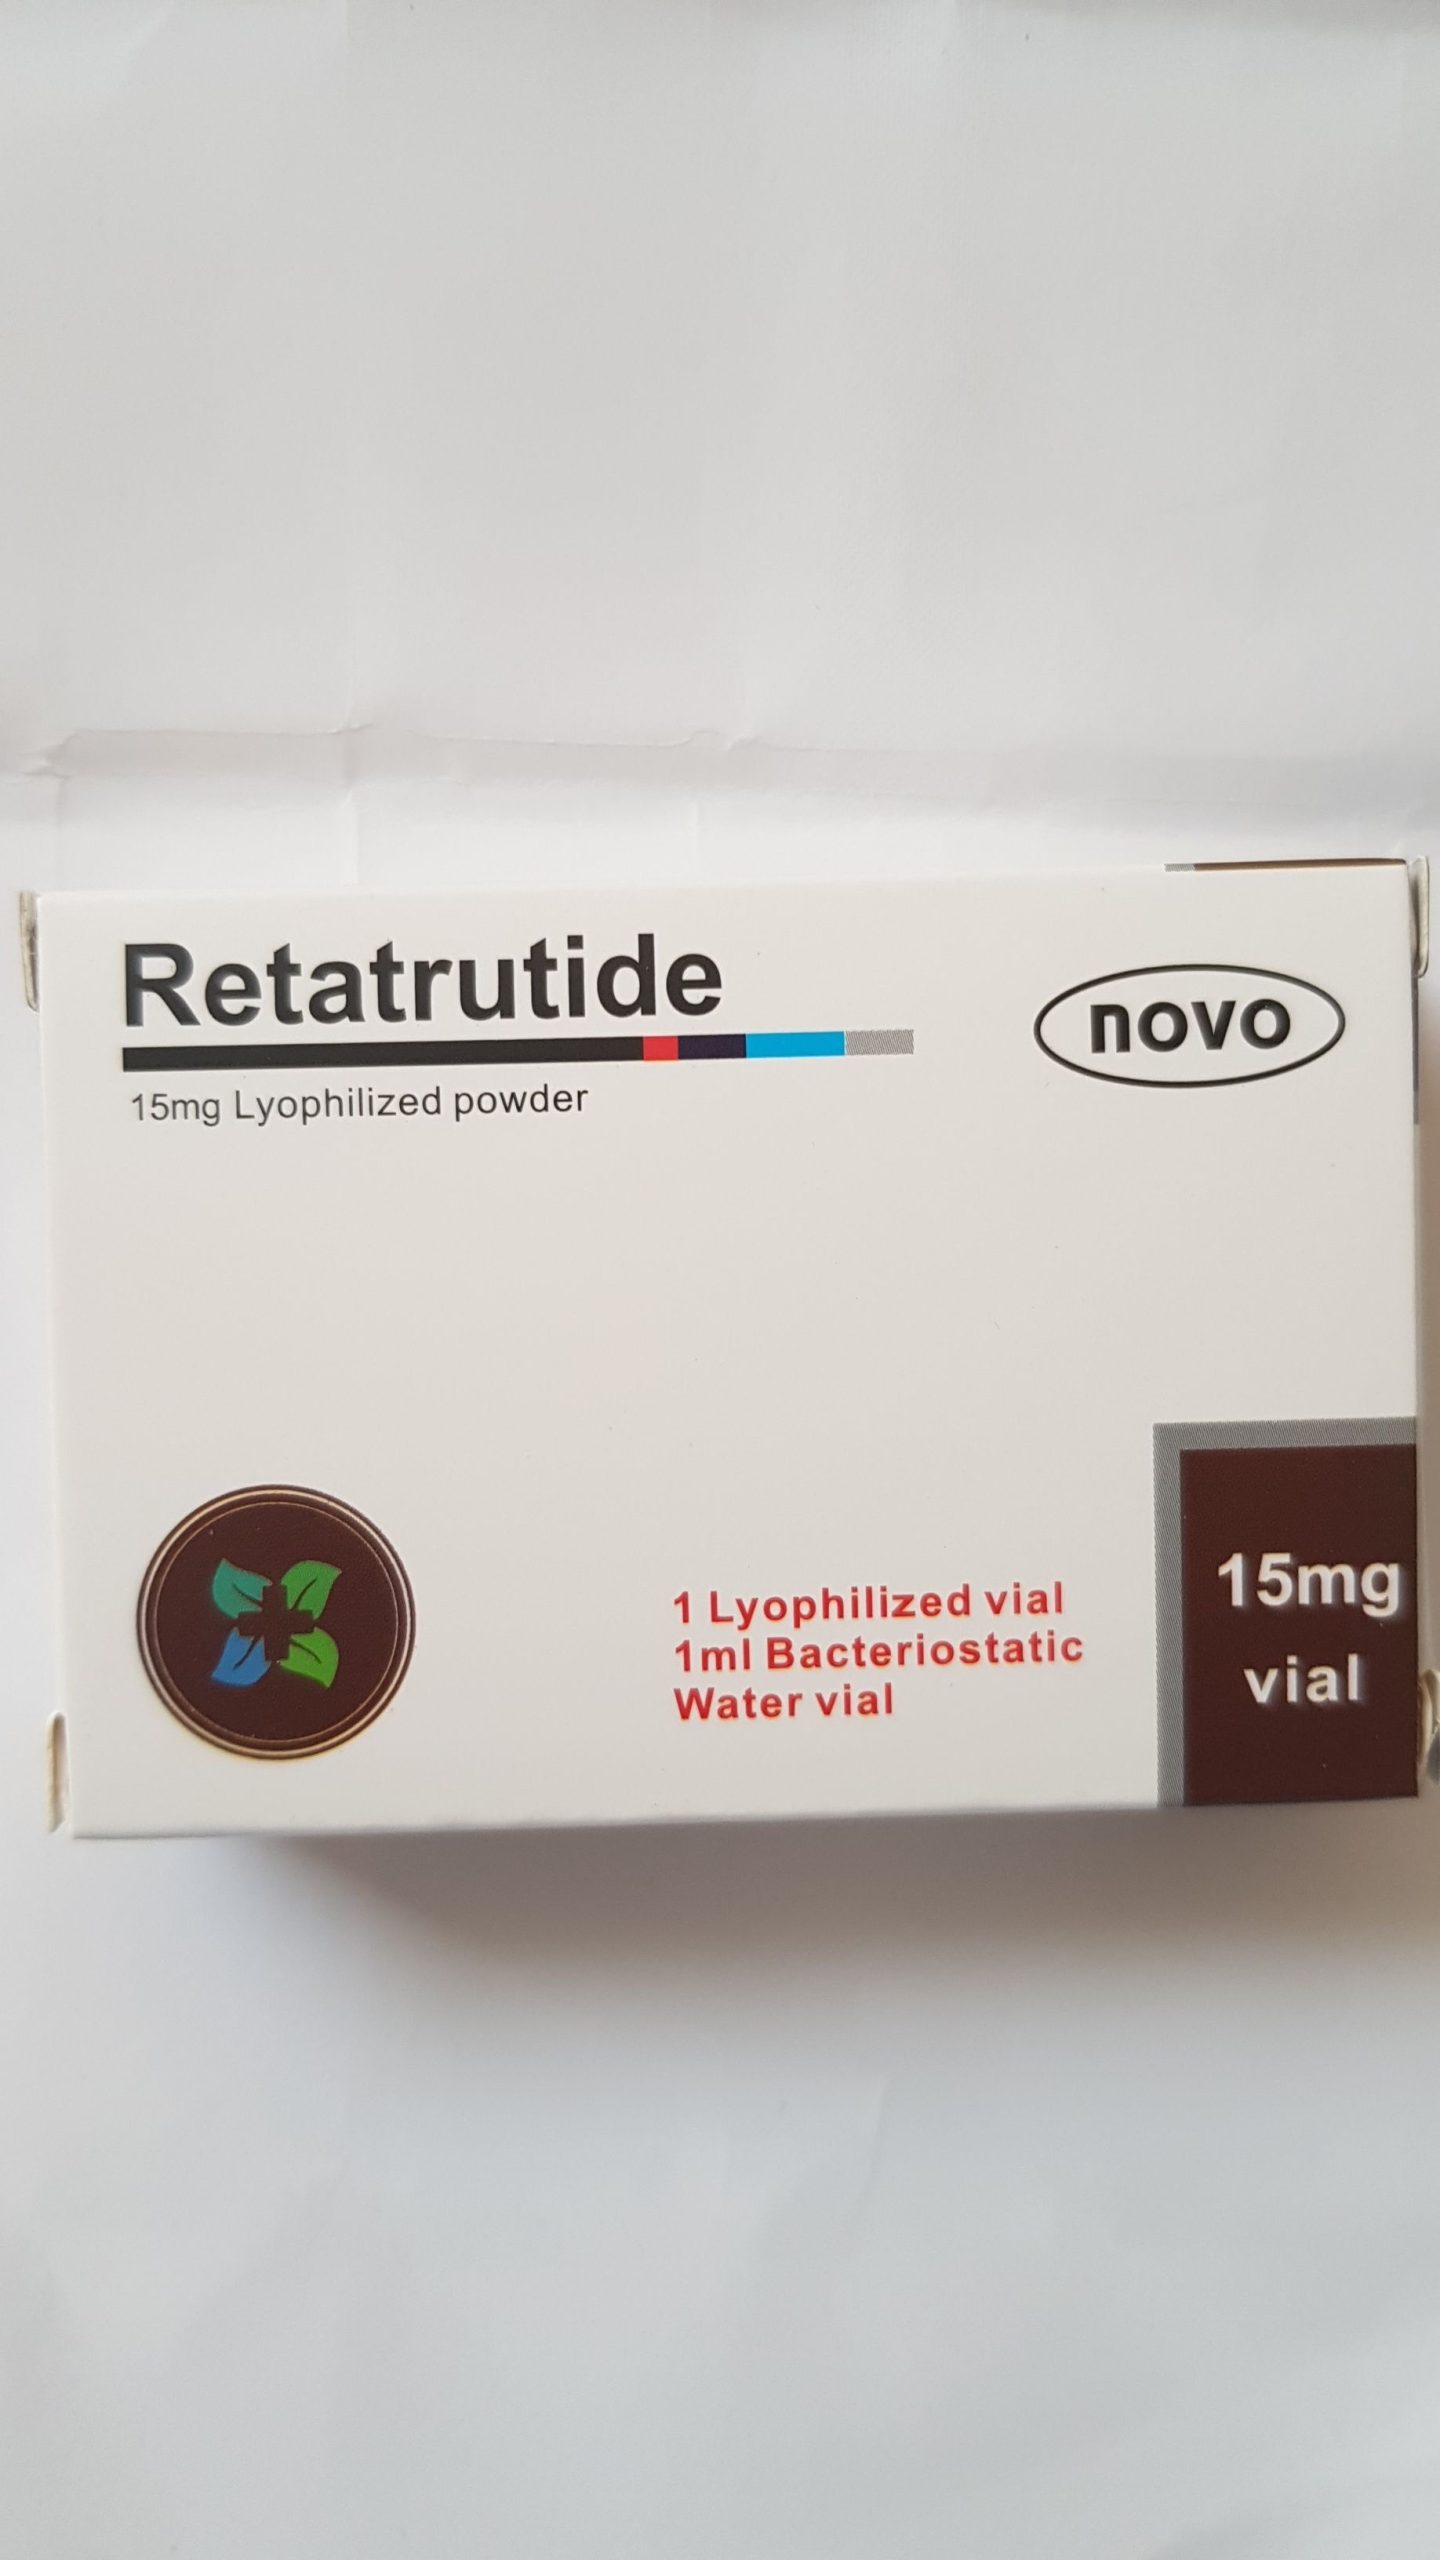 Retatrutide
novo
15mg Lyophilized powder
1 Lyophilized vial
1ml Bacteriostatic
Water vial
15mg
vial